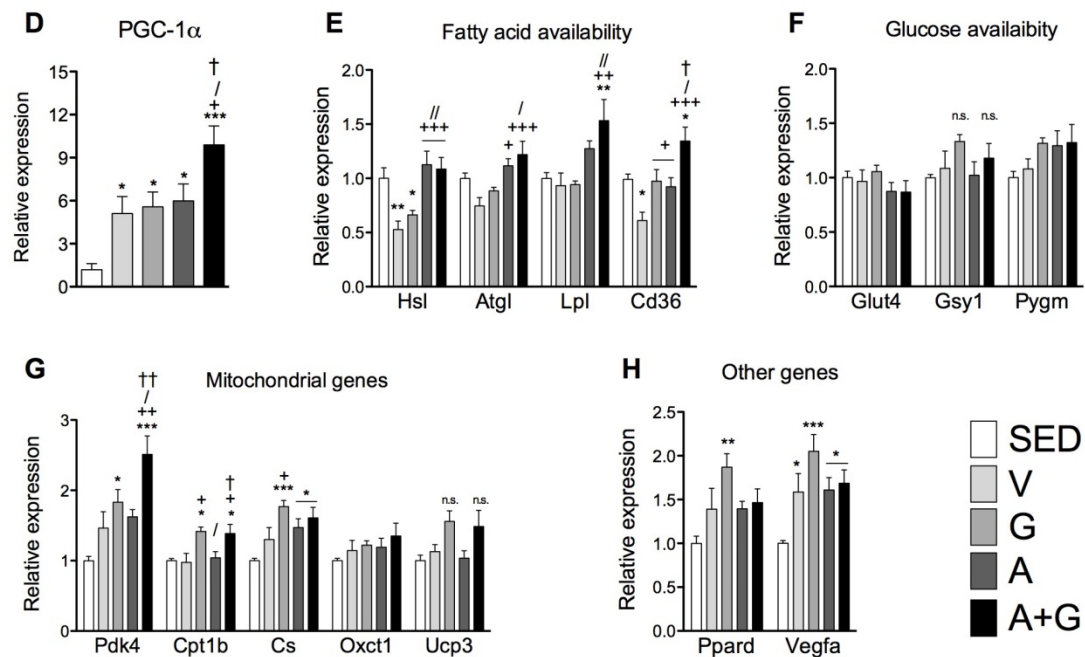 D
PGC-1α
Relative expression
15
12
9
6
3
0
*
*
*
†
/
+
***
E
Fatty acid availability
Relative expression
2.0
1.5
1.0
0.5
0.0
**
*
//
+++
+
/
+++
//
++
**
*
+
†
/
+++
*
Hsl Atgl Lpl Cd36
F
Glucose availaibity
Relative expression
2.0
1.5
1.0
0.5
0.0
n.s. n.s.
Glut4 Gsy1 Pygm
G
Mitochondrial genes
Relative expression
3
2
1
0
*
††
/
++
***
+
*
/
†
+
*
+
***
*
n.s. n.s.
Pdk4 Cpt1b Cs Oxct1 Ucp3
H
Other genes
Relative expression
2.5
2.0
1.5
1.0
0.5
0.0
**
*
***
*
Ppard Vegfa
SED
V
G
A
A+G